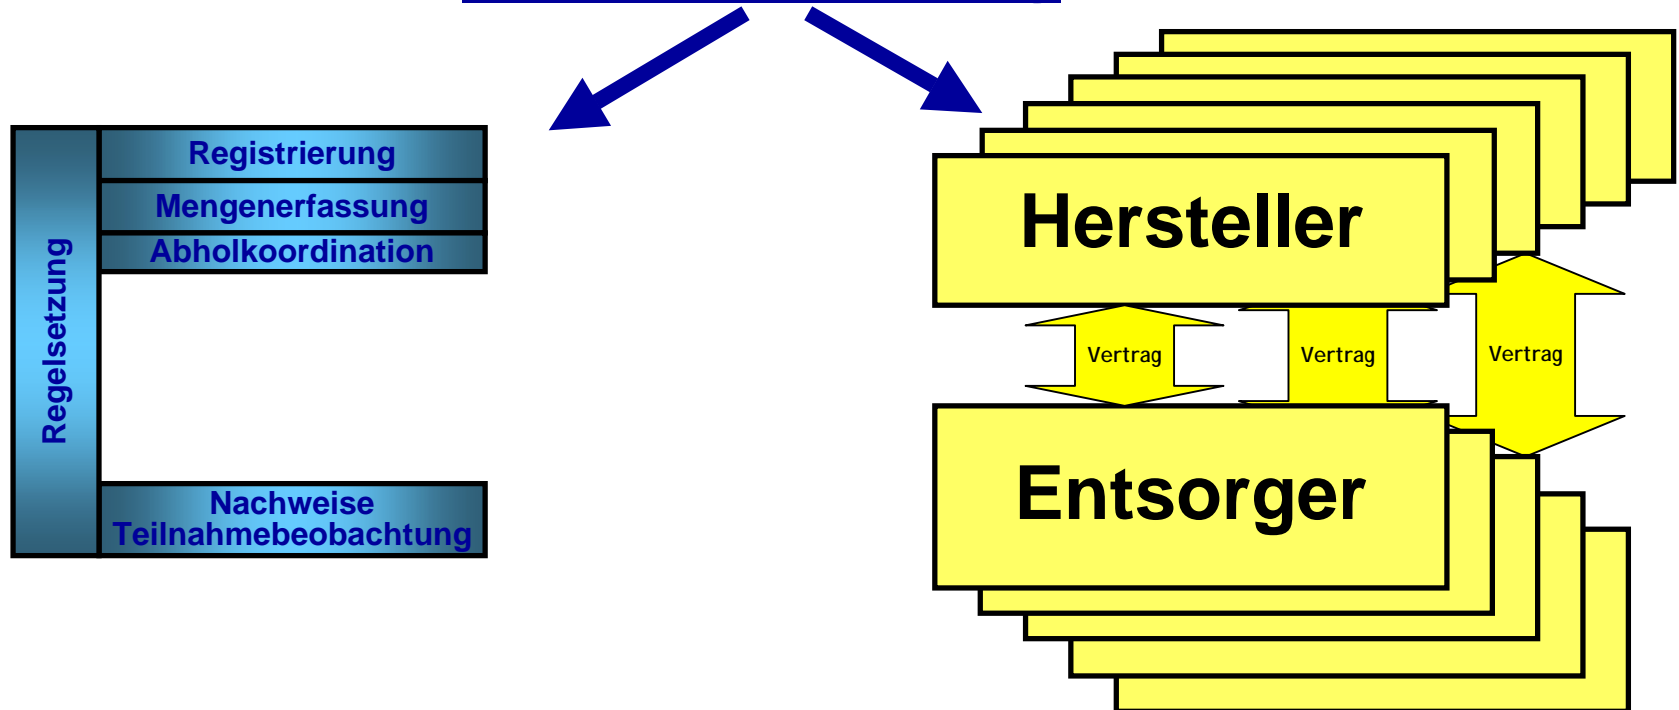 Registrierung
Mengenerfassung
Abholkoordination
Regelsetzung
Nachweise
Teilnahmebeobachtung
Hersteller
Vertrag
Vertrag
Vertrag
Entsorger